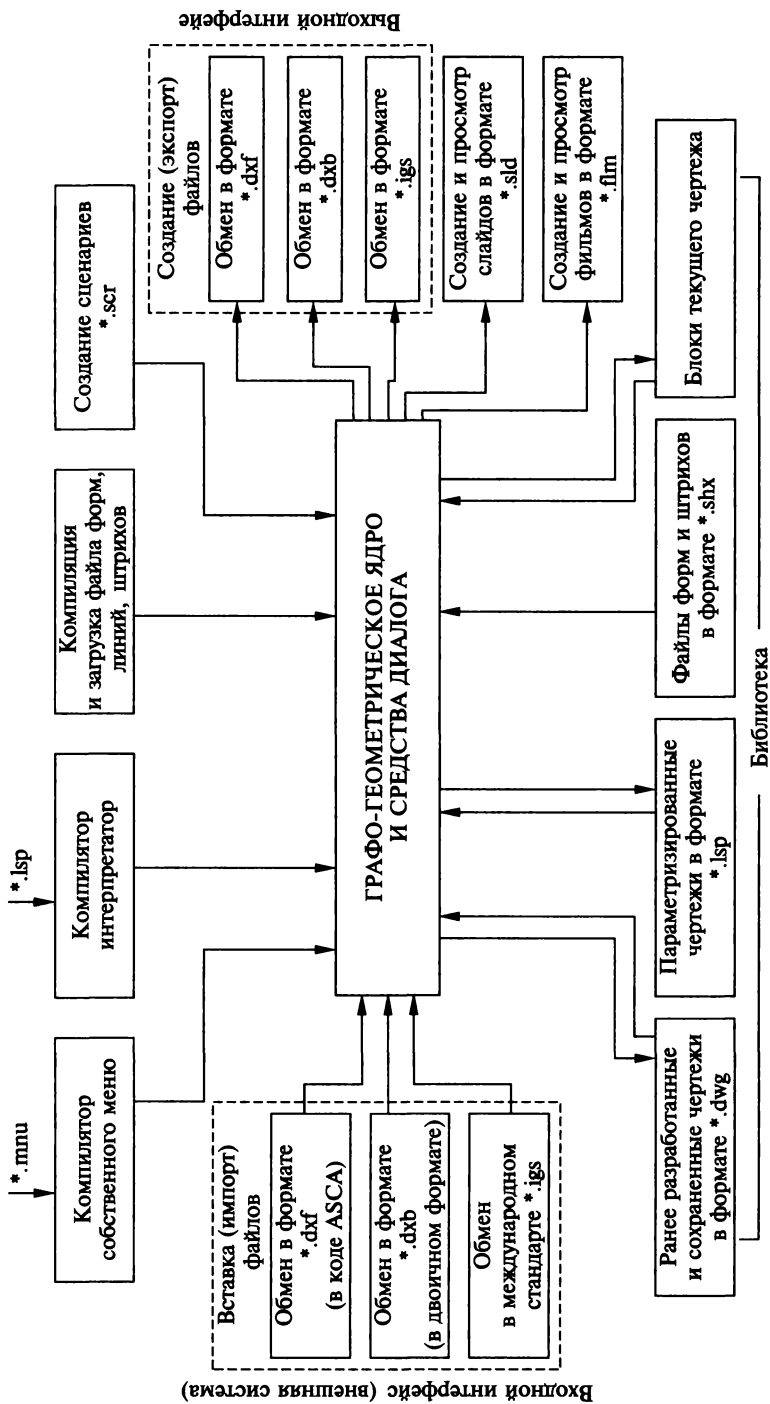 *.mnu
Компилятор
собственного меню
*.lsp
Компилятор
интерпретатор
Компиляция
и загрузка файла форм,
линий, штрихов
Создание сценариев
*.scr
Входной интерфейс (внешняя система)
Вставка (импорт)
файлов
Обмен в формате
*.dxf
(в коде ASCA)
Обмен в формате
*.dxb
(в двоичном формате)
Обмен
в международном
стандарте *.igs
ГРАФО-ГЕОМЕТРИЧЕСКОЕ ЯДРО
И СРЕДСТВА ДИАЛОГА
Выходной интерфейс
Создание (экспорт)
файлов
Обмен в формате
*.dxf
Обмен в формате
*.dxb
Обмен в формате
*.igs
Создание и просмотр
слайдов в формате
*.sld
Создание и просмотр
фильмов в формате
*.flm
Ранее разработанные
и сохраненные чертежи
в формате *.dwg
Параметризированные
чертежи в формате
*.lsp
Файлы форм и штрихов
в формате *.shx
Блоки текущего чертежа
Библиотека